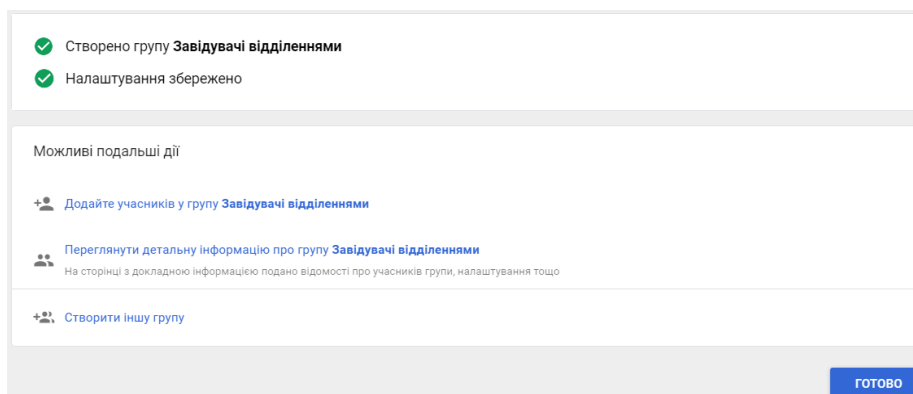 Створено групу Завідувачі відділеннями
Налаштування збережено
Можливі подальші дії
Додайте учасників у групу Завідувачі відділеннями
Переглянути детальну інформацію про групу Завідувачі відділеннями
На сторінці з докладною інформацією подано відомості про учасників групи, налаштування тощо
Створити іншу групу
ГОТОВО